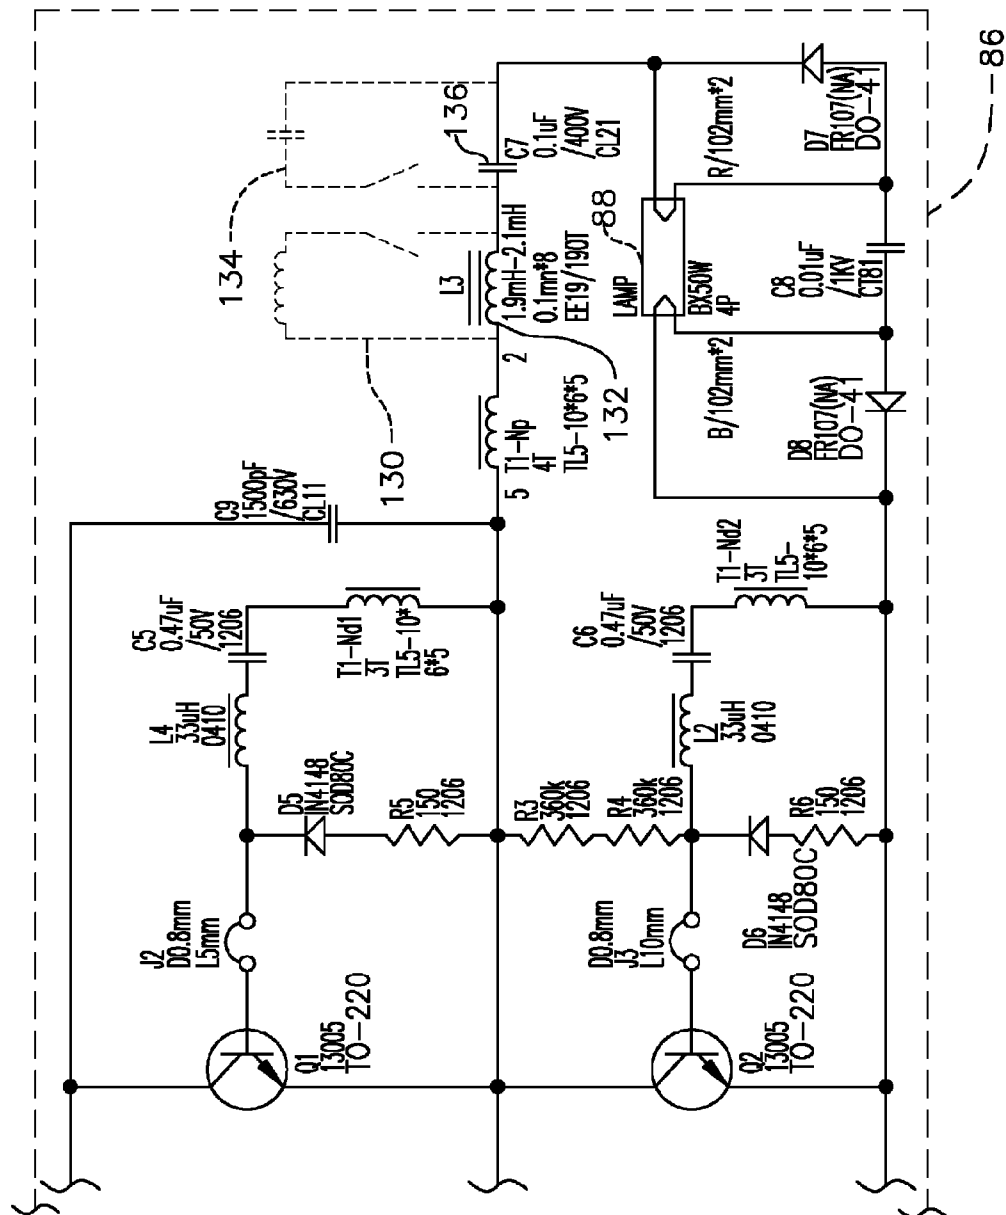 86
134
136
C7
0.1uF
/400V
CL21
L3
1.9mH-2.1mH
0.1mm*8
EE19/190T
132
130
2
T1-Np
4T
TL5-10*6*5
5
C9
1500pF
/630V
CL11
C5
0.47uF
/50V
1206
T1-Nd1
3T
TL5-10*
6*5
L4
33uH
0410
D5
IN4148
SOD80C
R5
150
1206
J2
D0.8mm
L5mm
Q1
13005
TO-220
D7
FR107(NA)
DO-41
R/102mm*2
88
LAMP
BX50W
4P
B/102mm*2
C8
0.01uF
/1KV
CT81
D8
FR107(NA)
DO-41
T1-Nd2
3T
TL5-
10*6*5
C6
0.47uF
/50V
1206
L2
33uH
0410
R3
360k
1206
R4
360k
1206
R6
150
1206
D6
IN4148
SOD80C
D0.8mm
J3
L10mm
Q2
13005
TO-220